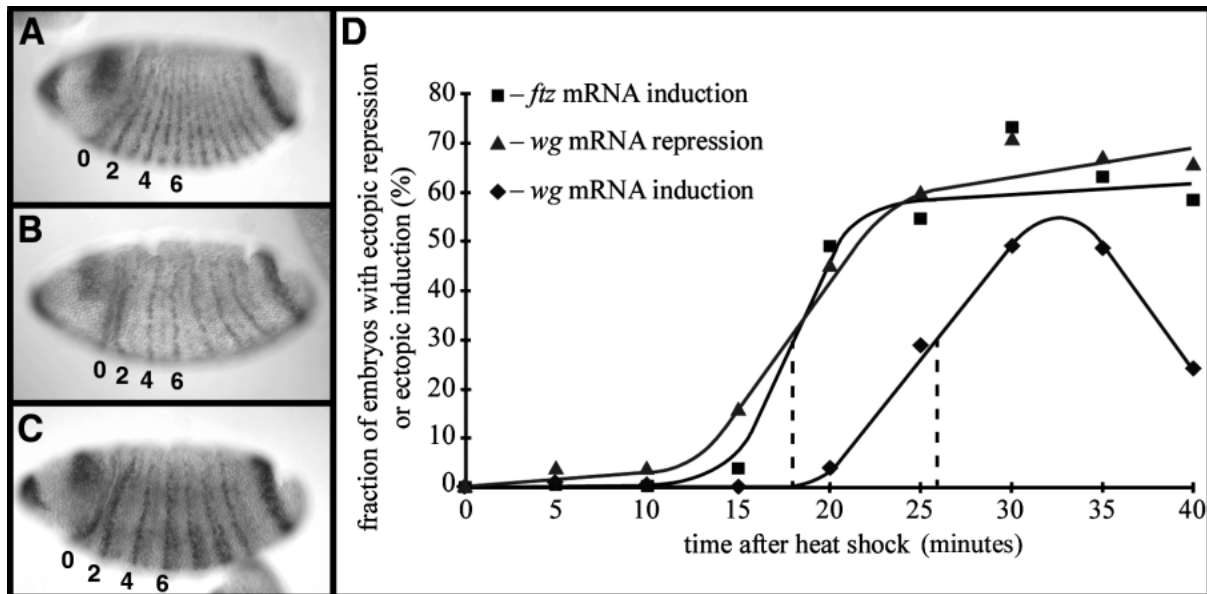 A
0 2 4 6
B
0 2 4 6
C
0 2 4 6
D
fraction of embryos with ectopic repression
or ectopic induction (%)
80
70
60
50
40
30
20
10
0
– ftz mRNA induction
– wg mRNA repression
– wg mRNA induction
0 5 10 15 20 25 30 35 40
time after heat shock (minutes)